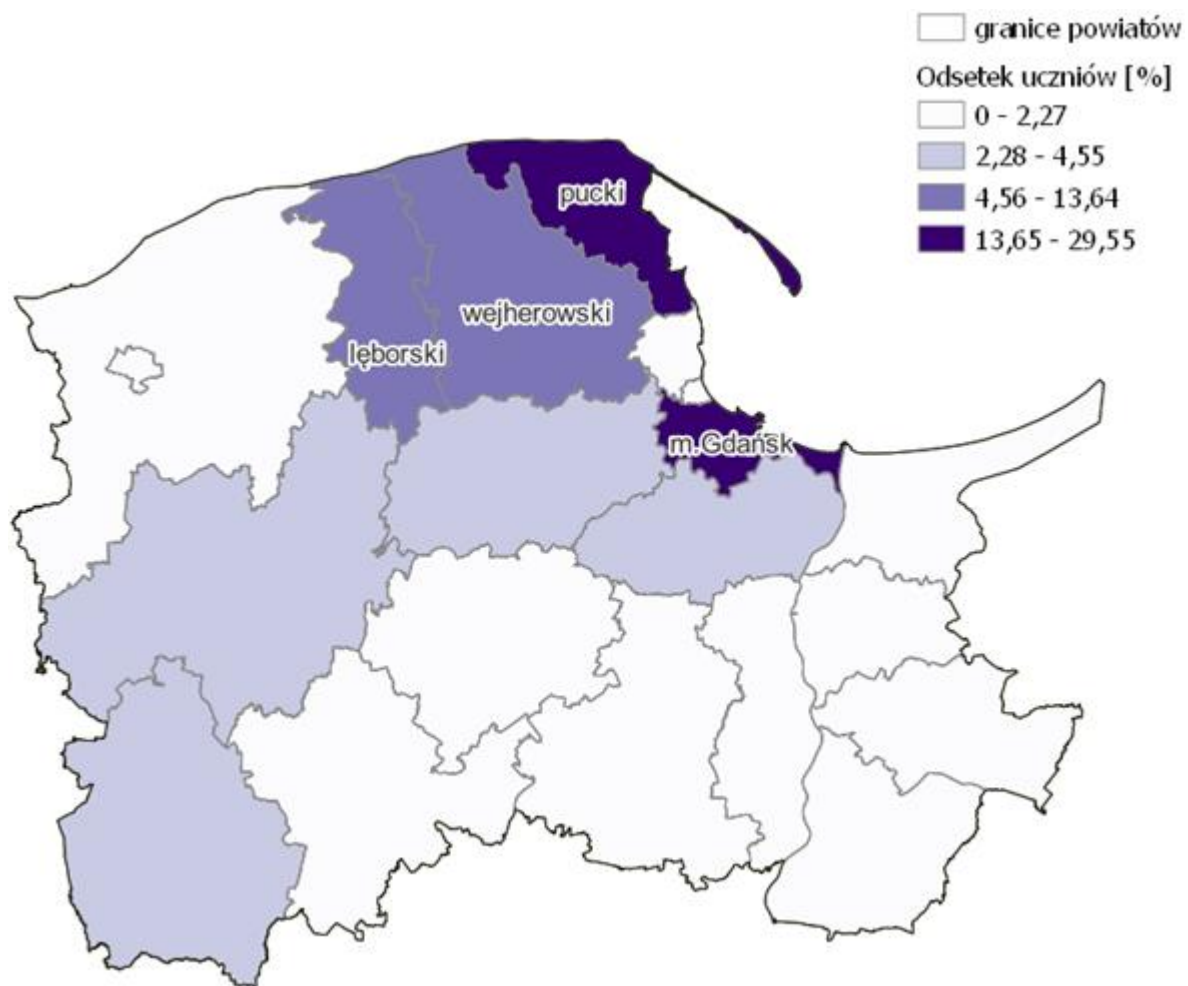 granice powiatów
Odsetek uczniów [%]
0 - 2,27
2,28 - 4,55
4,56 - 13,64
13,65 - 29,55
pucki
wejherowski
lęborski
m.Gdańsk